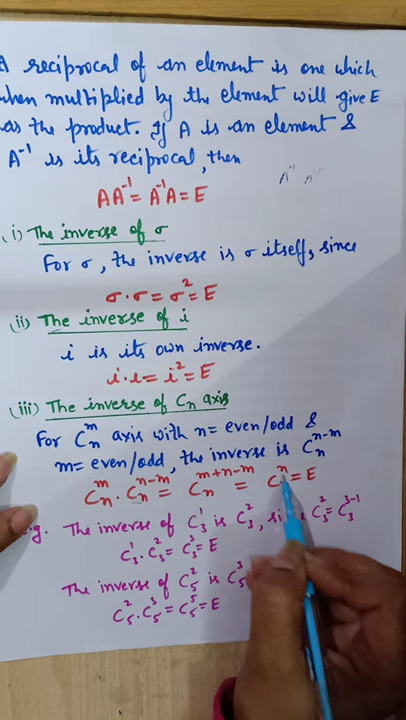 A reciprocal of an element is one which
when multiplied by the element will give E
as the product. If A is an element &
A⁻¹ is its reciprocal, then
A⁻¹ A⁻¹
AA⁻¹ = A⁻¹A = E
(i) The inverse of σ
For σ, the inverse is σ itself, since
σ·σ = σ² = E
(ii) The inverse of i
i is its own inverse.
i·i = i² = E
(iii) The inverse of Cₙ axis
For Cₙᵐ axis with n = even/odd &
m = even/odd, the inverse is Cₙⁿ⁻ᵐ
Cₙᵐ · Cₙⁿ⁻ᵐ = Cₙᵐ⁺ⁿ⁻ᵐ = Cₙⁿ = E
g. The inverse of C₃¹ is C₃², C₃² = C₃³⁻¹
C₃¹ · C₃² = C₃³ = E
The inverse of C₅² is C₅³
C₅² · C₅³ = C₅⁵ = E